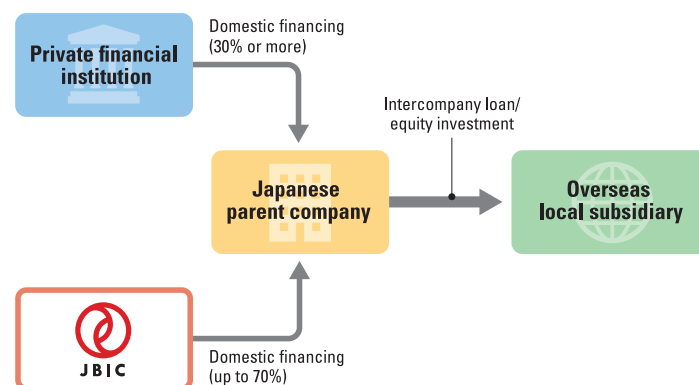 Domestic financing
(30% or more)
Private financial
institution
Intercompany loan/
equity investment
Japanese
parent company
Overseas
local subsidiary
JBIC
Domestic financing
(up to 70%)